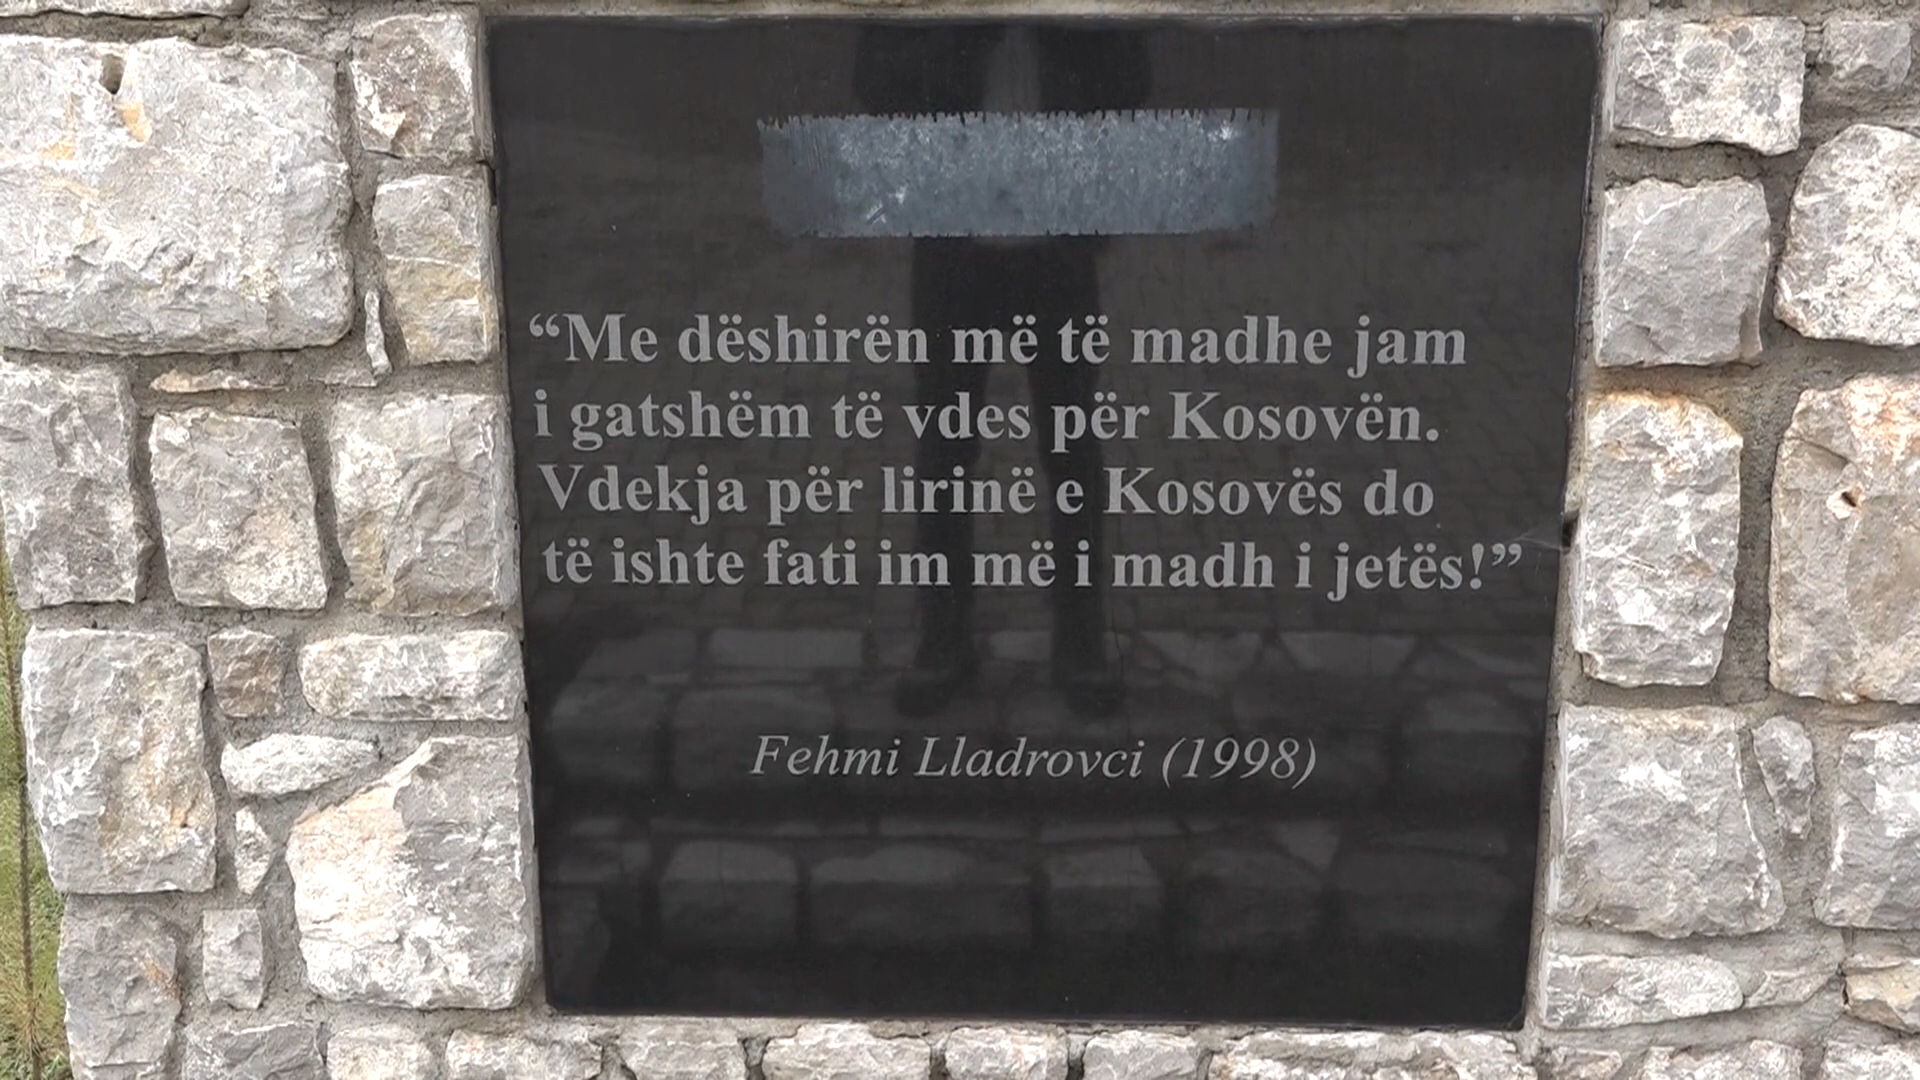 “Me dëshirën më të madhe jam
i gatshëm të vdes për Kosovën.
Vdekja për lirinë e Kosovës do
të ishte fati im më i madh i jetës!”
Fehmi Lladrovci (1998)